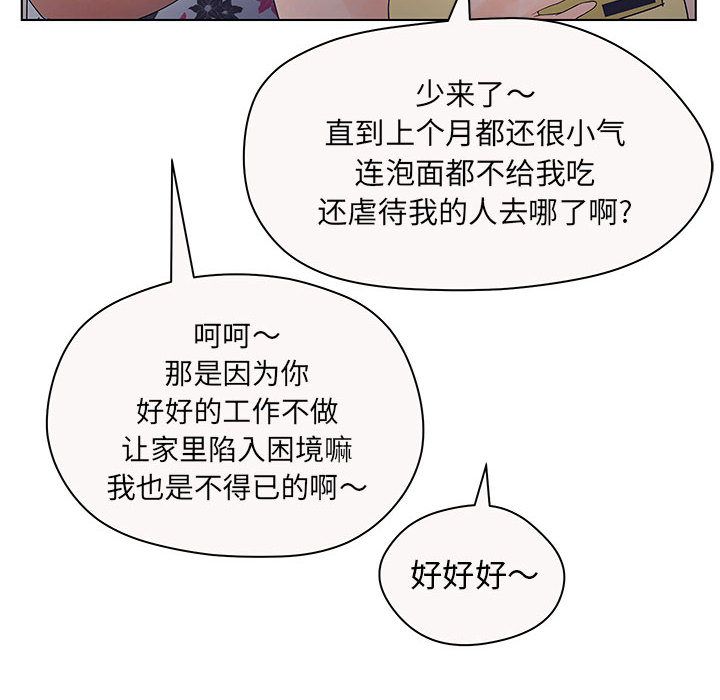 少来了～
直到上个月都还很小气
连泡面都不给我吃
还虐待我的人去哪了啊?
呵呵～
那是因为你
好好的工作不做
让家里陷入困境嘛
我也是不得已的啊～
好好好～